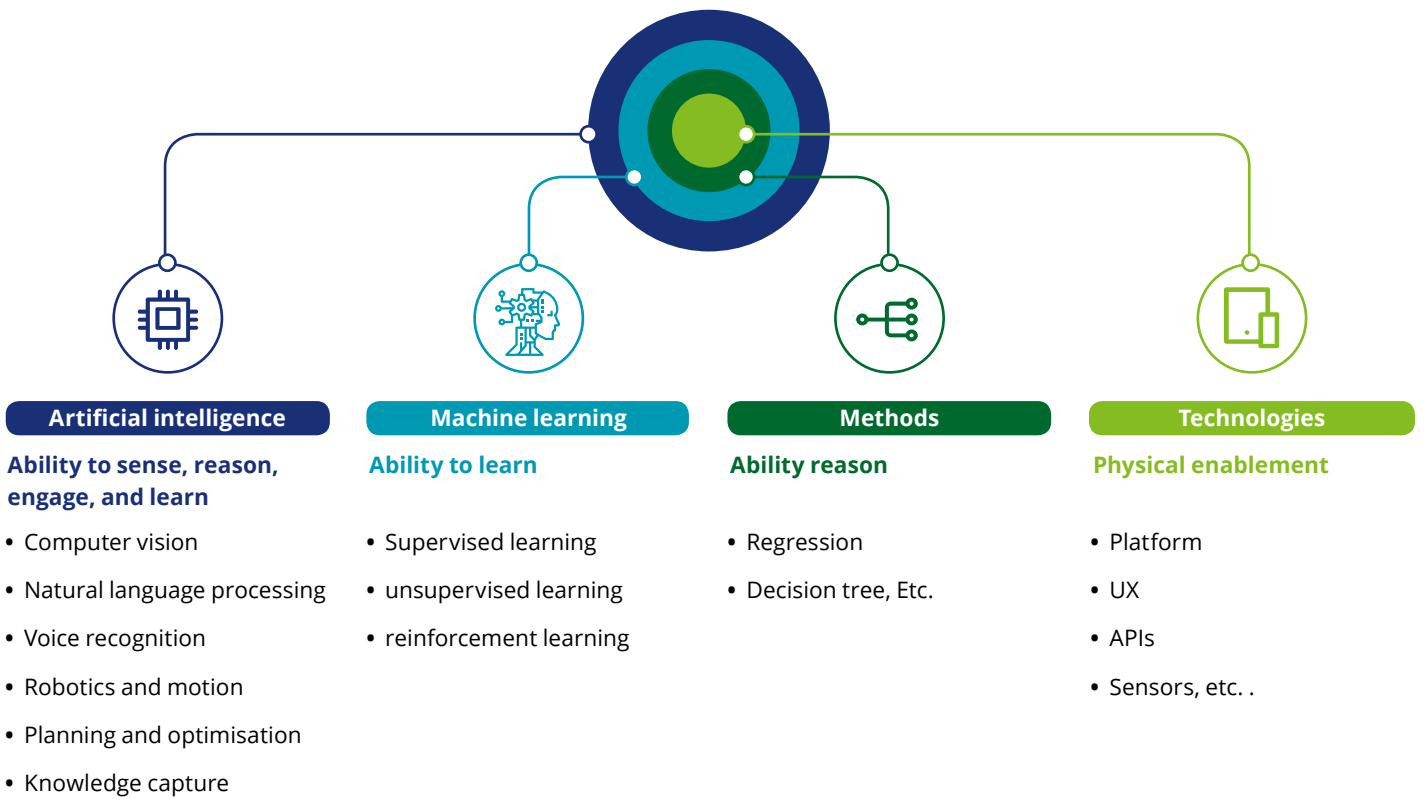 Artificial intelligence
Ability to sense, reason,
engage, and learn
• Computer vision
• Natural language processing
• Voice recognition
• Robotics and motion
• Planning and optimisation
• Knowledge capture
Machine learning
Ability to learn
• Supervised learning
• unsupervised learning
• reinforcement learning
Methods
Ability reason
• Regression
• Decision tree, Etc.
Technologies
Physical enablement
• Platform
• UX
• APIs
• Sensors, etc. .